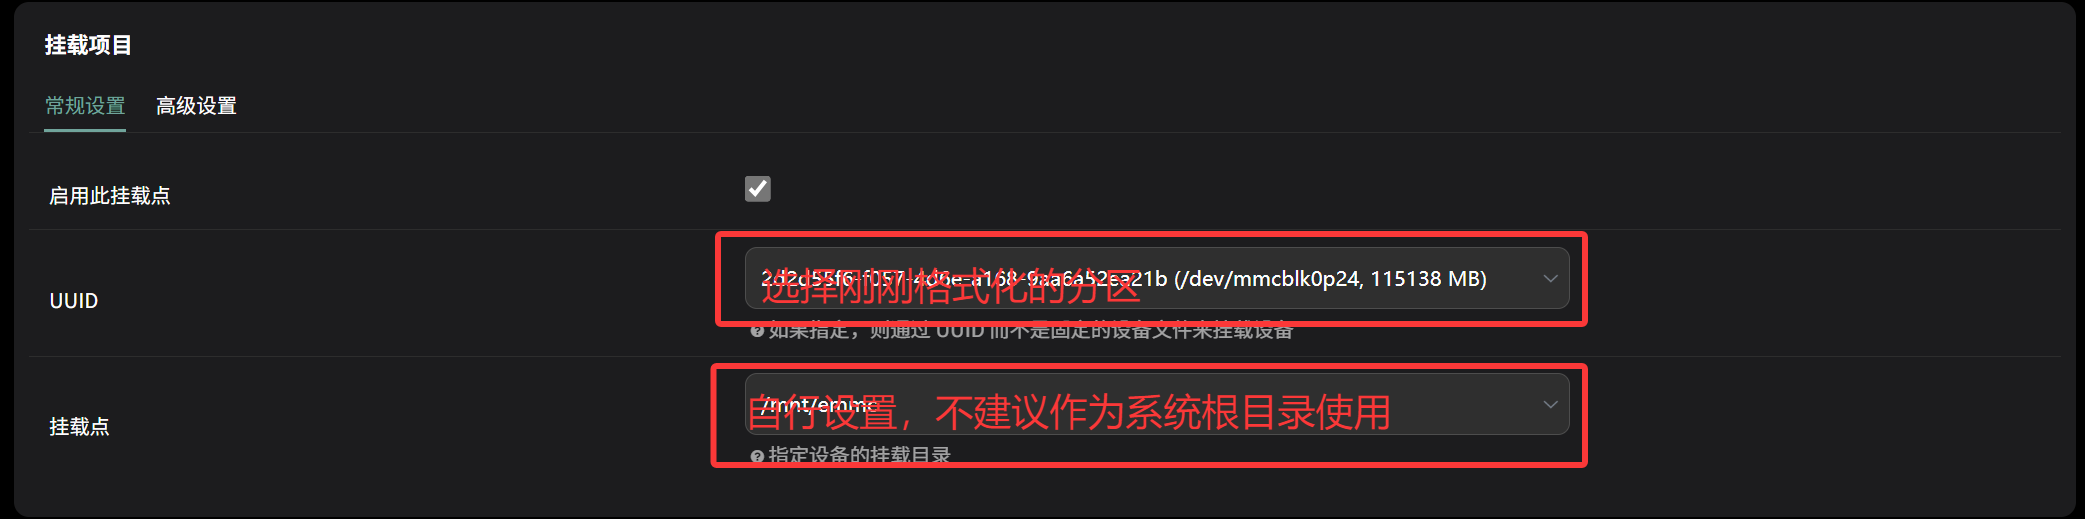 挂载项目
常规设置 高级设置
启用此挂载点
UUID
2d2d55f6-f057-4d6e-a168-9aa6a52ea21b (/dev/mmcblk0p24, 115138 MB)
选择刚刚格式化的分区
如果指定，则通过 UUID 而不是固定的设备文件来挂载设备
挂载点
/mnt/emmc
自行设置，不建议作为系统根目录使用
指定设备的挂载目录